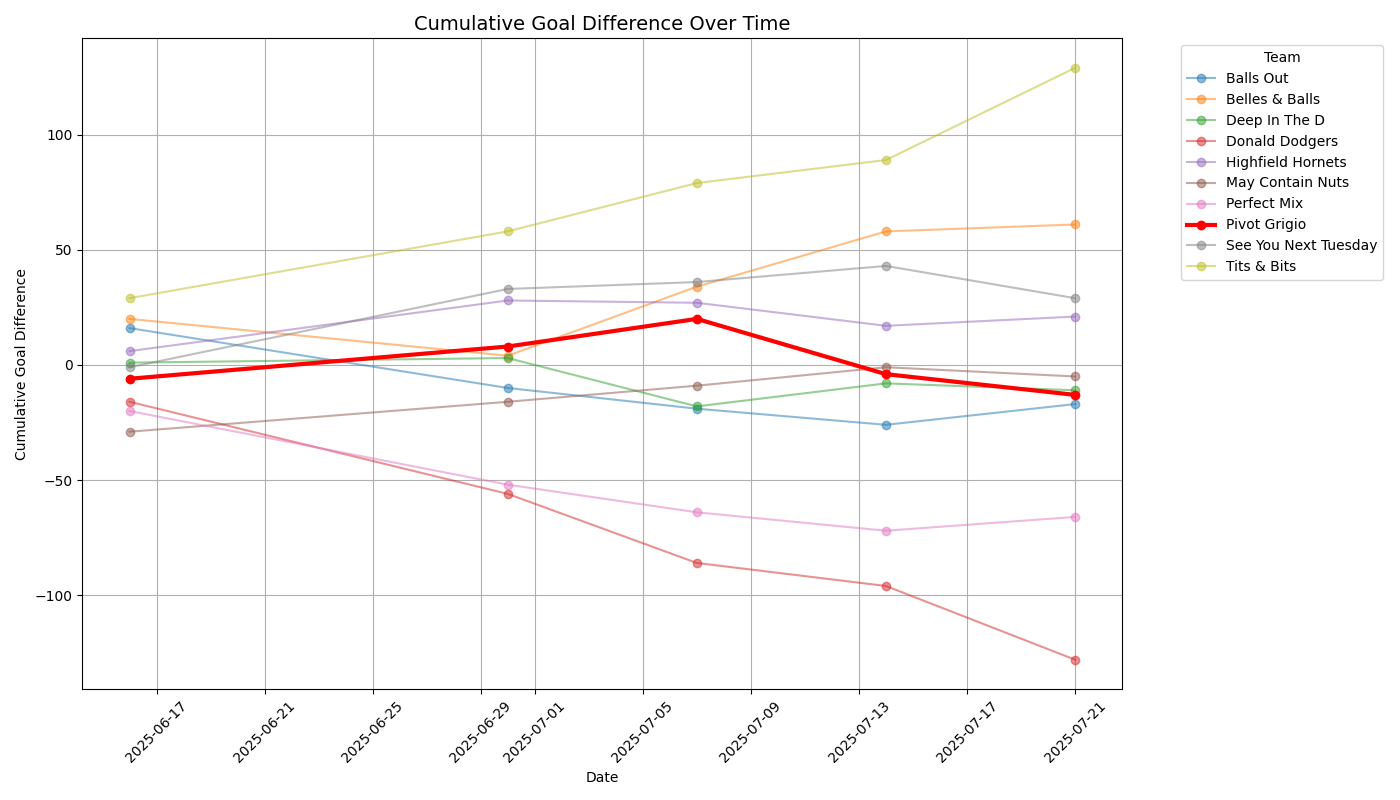 Cumulative Goal Difference Over Time
Cumulative Goal Difference
100
50
0
−50
−100
2025-06-17
2025-06-21
2025-06-25
2025-06-29
2025-07-01
2025-07-05
2025-07-09
2025-07-13
2025-07-17
2025-07-21
Date
Team
Balls Out
Belles & Balls
Deep In The D
Donald Dodgers
Highfield Hornets
May Contain Nuts
Perfect Mix
Pivot Grigio
See You Next Tuesday
Tits & Bits